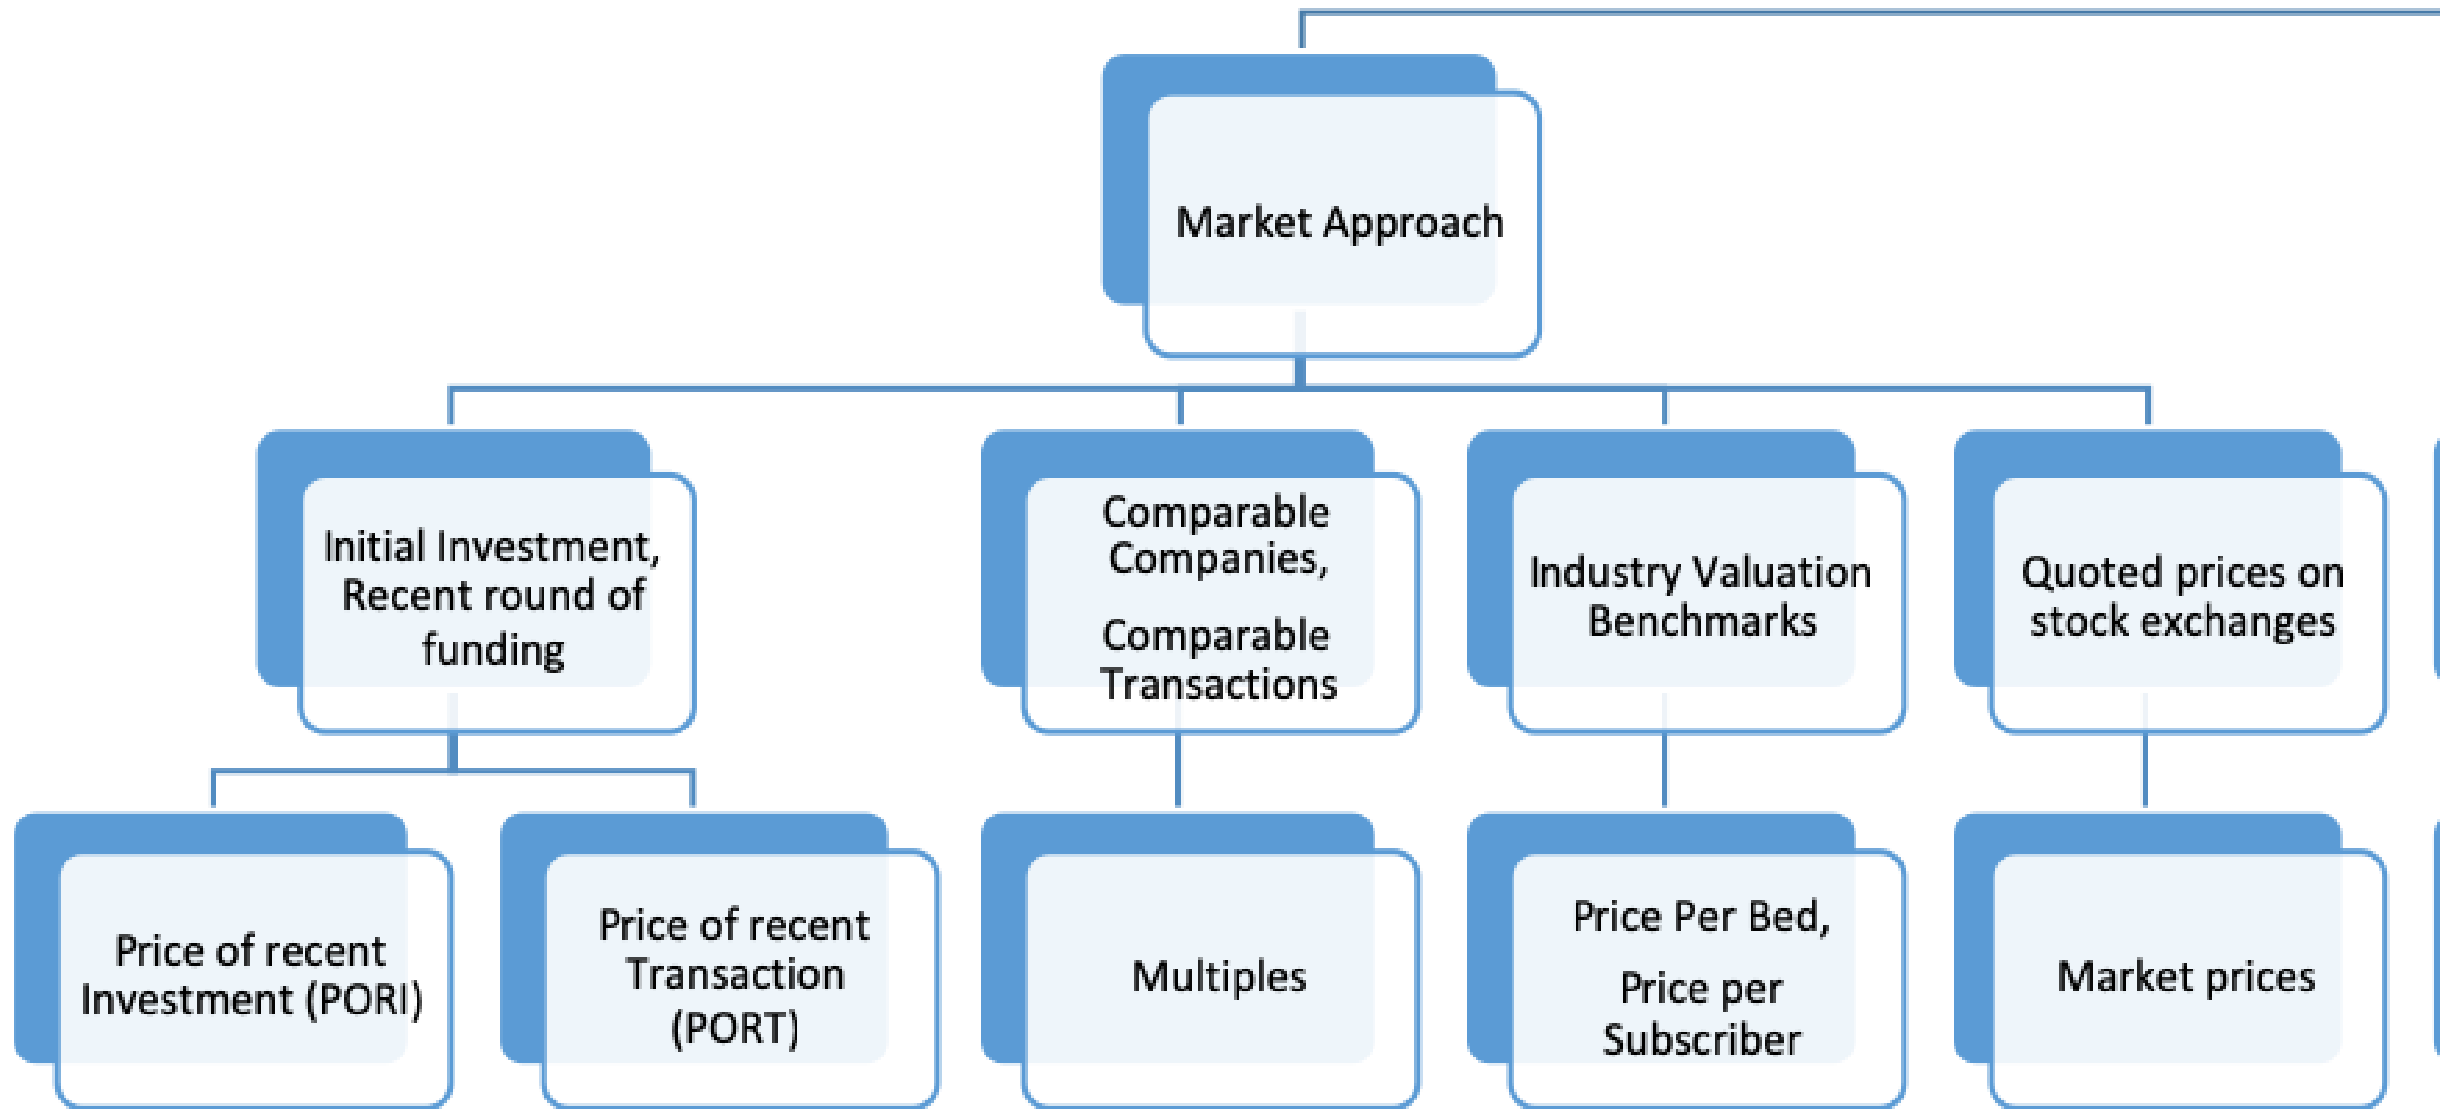 Market Approach
Initial Investment,
Recent round of
funding
Comparable
Companies,
Comparable
Transactions
Industry Valuation
Benchmarks
Quoted prices on
stock exchanges
Price of recent
Investment (PORI)
Price of recent
Transaction
(PORT)
Multiples
Price Per Bed,
Price per
Subscriber
Market prices